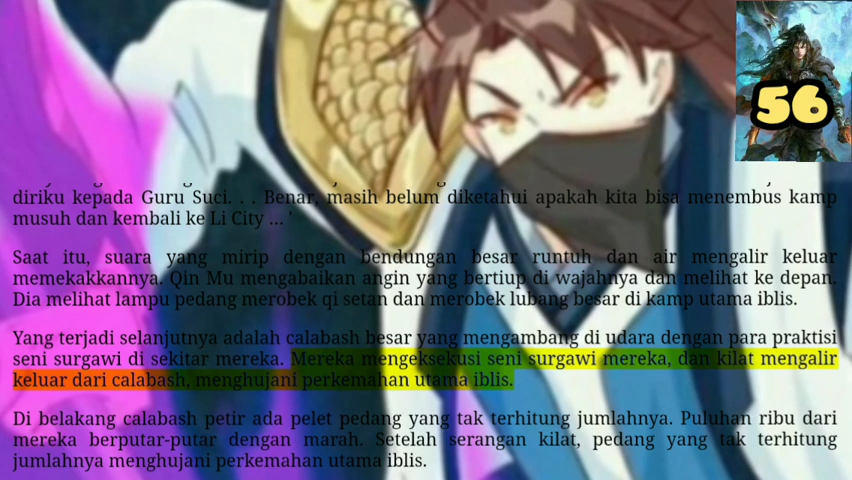 56
diriku kepada Guru Suci. . . Benar, masih belum diketahui apakah kita bisa menembus kamp
musuh dan kembali ke Li City ... '
Saat itu, suara yang mirip dengan bendungan besar runtuh dan air mengalir keluar
memekakkannya. Qin Mu mengabaikan angin yang bertiup di wajahnya dan melihat ke depan.
Dia melihat lampu pedang merobek qi setan dan merobek lubang besar di kamp utama iblis.
Yang terjadi selanjutnya adalah calabash besar yang mengambang di udara dengan para praktisi
seni surgawi di sekitar mereka. Mereka mengeksekusi seni surgawi mereka, dan kilat mengalir
keluar dari calabash, menghujani perkemahan utama iblis.
Di belakang calabash petir ada pelet pedang yang tak terhitung jumlahnya. Puluhan ribu dari
mereka berputar-putar dengan marah. Setelah serangan kilat, pedang yang tak terhitung
jumlahnya menghujani perkemahan utama iblis.